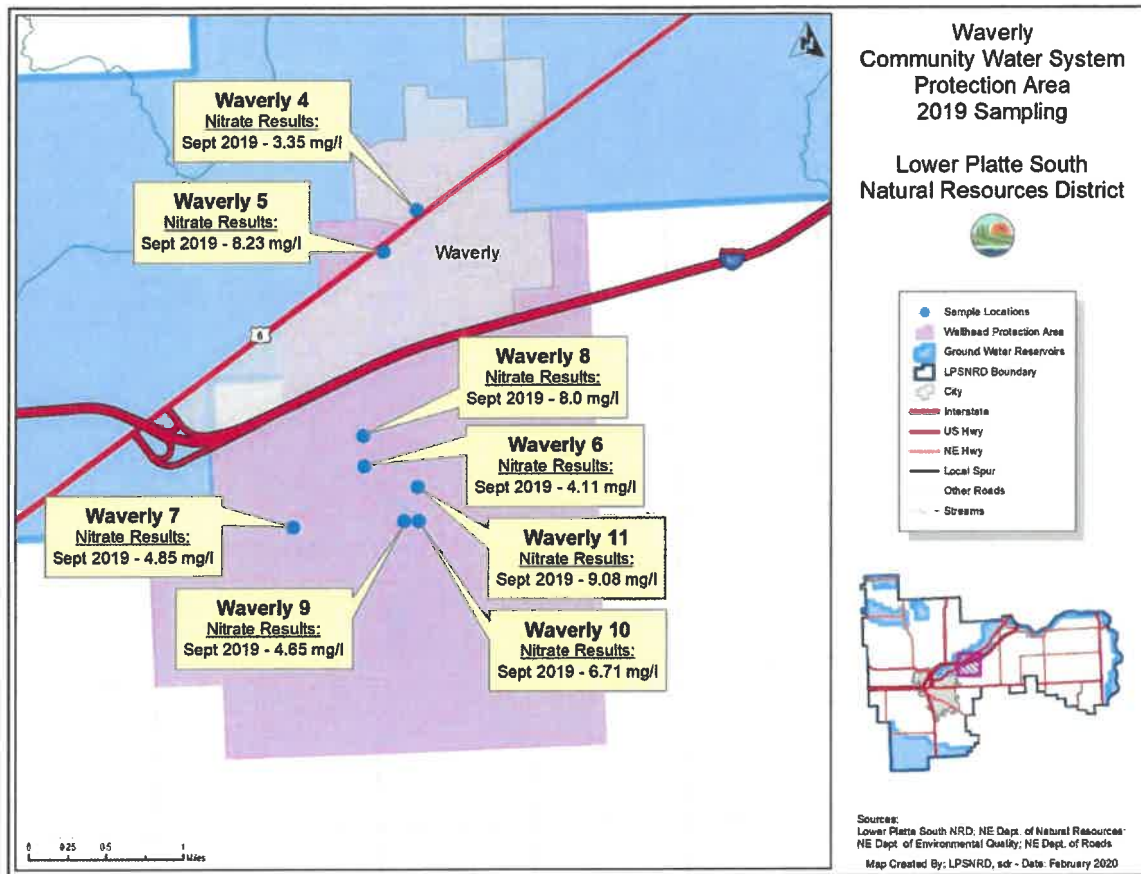 Waverly 4
Nitrate Results:
Sept 2019 - 3.35 mg/l
Waverly 5
Nitrate Results:
Sept 2019 - 8.23 mg/l
Waverly
6
Waverly 8
Nitrate Results:
Sept 2019 - 8.0 mg/l
Waverly 6
Nitrate Results:
Sept 2019 - 4.11 mg/l
Waverly 7
Nitrate Results:
Sept 2019 - 4.85 mg/l
Waverly 11
Nitrate Results:
Sept 2019 - 9.08 mg/l
Waverly 9
Nitrate Results:
Sept 2019 - 4.65 mg/l
Waverly 10
Nitrate Results:
Sept 2019 - 6.71 mg/l
0 0.25 0.5 1
Miles
Waverly
Community Water System
Protection Area
2019 Sampling
Lower Platte South
Natural Resources District
Sample Locations
Wellhead Protection Area
Ground Water Reservoirs
LPSNRD Boundary
City
Interstate
US Hwy
NE Hwy
Local Spur
Other Roads
Streams
Sources:
Lower Platte South NRD; NE Dept. of Natural Resources
NE Dept of Environmental Quality; NE Dept. of Roads
Map Created By: LPSNRD, sdr - Date: February 2020